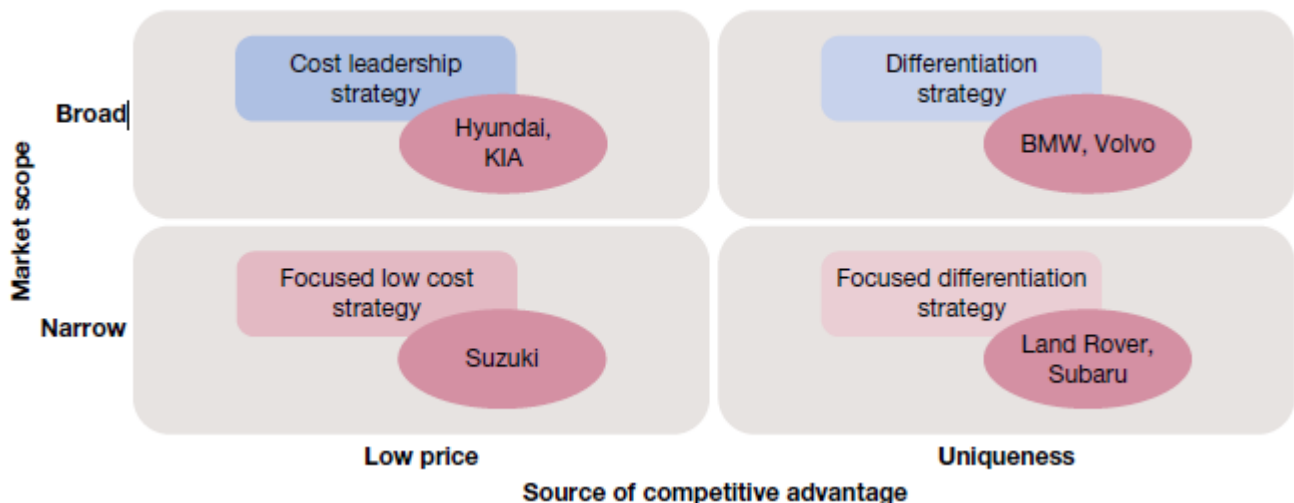 Cost leadership
strategy
Hyundai,
KIA
Differentiation
strategy
BMW, Volvo
Broad
Market scope
Focused low cost
strategy
Suzuki
Focused differentiation
strategy
Land Rover,
Subaru
Narrow
Low price
Uniqueness
Source of competitive advantage